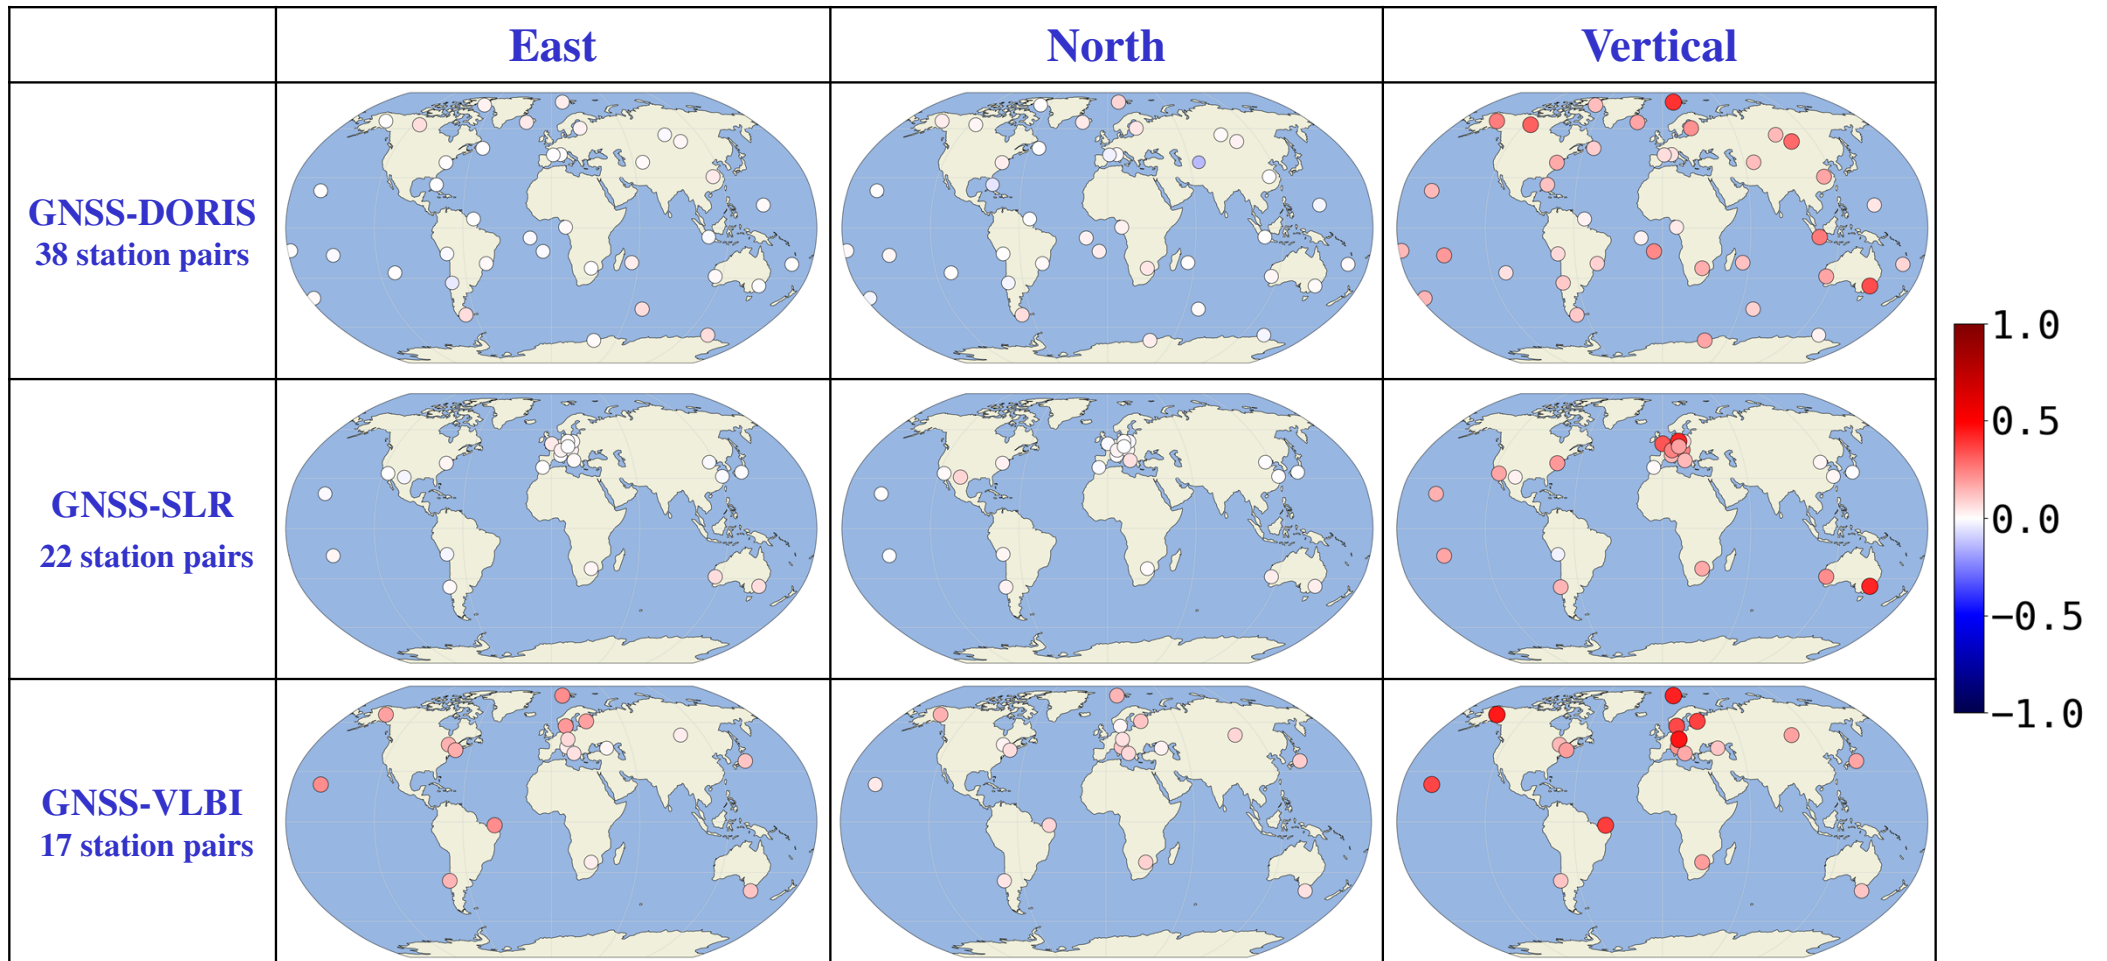 East
North
Vertical
GNSS-DORIS
38 station pairs
GNSS-SLR
22 station pairs
GNSS-VLBI
17 station pairs
1.0
0.5
0.0
−0.5
−1.0